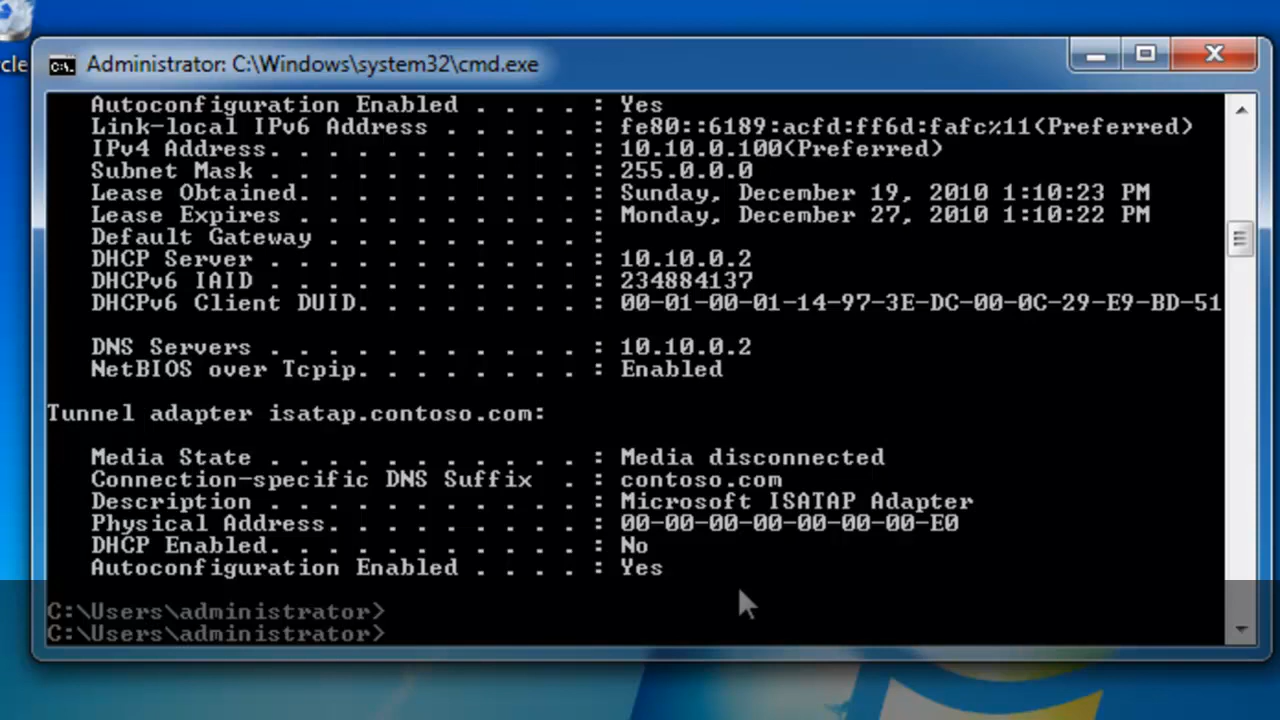 cle
Administrator: C:\Windows\system32\cmd.exe
Autoconfiguration Enabled . . . . : Yes
Link-local IPv6 Address . . . . . : fe80::6189:acfd:ff6d:fafc%11(Preferred)
IPv4 Address. . . . . . . . . . . : 10.10.0.100(Preferred)
Subnet Mask . . . . . . . . . . . : 255.0.0.0
Lease Obtained. . . . . . . . . . : Sunday, December 19, 2010 1:10:23 PM
Lease Expires . . . . . . . . . . : Monday, December 27, 2010 1:10:22 PM
Default Gateway . . . . . . . . . :
DHCP Server . . . . . . . . . . . : 10.10.0.2
DHCPv6 IAID . . . . . . . . . . . : 234884137
DHCPv6 Client DUID. . . . . . . . : 00-01-00-01-14-97-3E-DC-00-0C-29-E9-BD-51
DNS Servers . . . . . . . . . . . : 10.10.0.2
NetBIOS over Tcpip. . . . . . . . : Enabled
Tunnel adapter isatap.contoso.com:
Media State . . . . . . . . . . . : Media disconnected
Connection-specific DNS Suffix . : contoso.com
Description . . . . . . . . . . . : Microsoft ISATAP Adapter
Physical Address. . . . . . . . . : 00-00-00-00-00-00-00-E0
DHCP Enabled. . . . . . . . . . . : No
Autoconfiguration Enabled . . . . : Yes
C:\Users\administrator>
C:\Users\administrator>